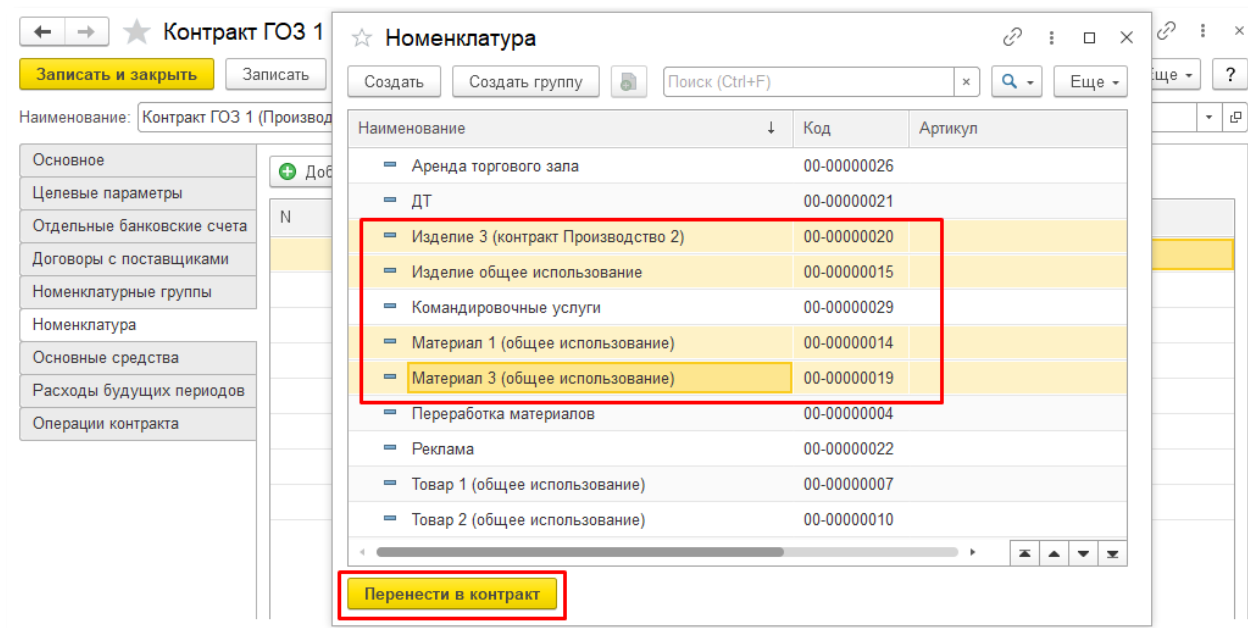 Контракт ГОЗ 1
Записать и закрыть
Записать
Еще
?
Наименование:
Контракт ГОЗ 1 (Производ
Основное
Целевые параметры
Отдельные банковские счета
Договоры с поставщиками
Номенклатурные группы
Номенклатура
Основные средства
Расходы будущих периодов
Операции контракта
N
Номенклатура
Создать
Создать группу
Поиск (Ctrl+F)
Еще
Наименование Код Артикул
Аренда торгового зала 00-00000026
ДТ 00-00000021
Изделие 3 (контракт Производство 2) 00-00000020
Изделие общее использование 00-00000015
Командировочные услуги 00-00000029
Материал 1 (общее использование) 00-00000014
Материал 3 (общее использование) 00-00000019
Переработка материалов 00-00000004
Реклама 00-00000022
Товар 1 (общее использование) 00-00000007
Товар 2 (общее использование) 00-00000010
Перенести в контракт